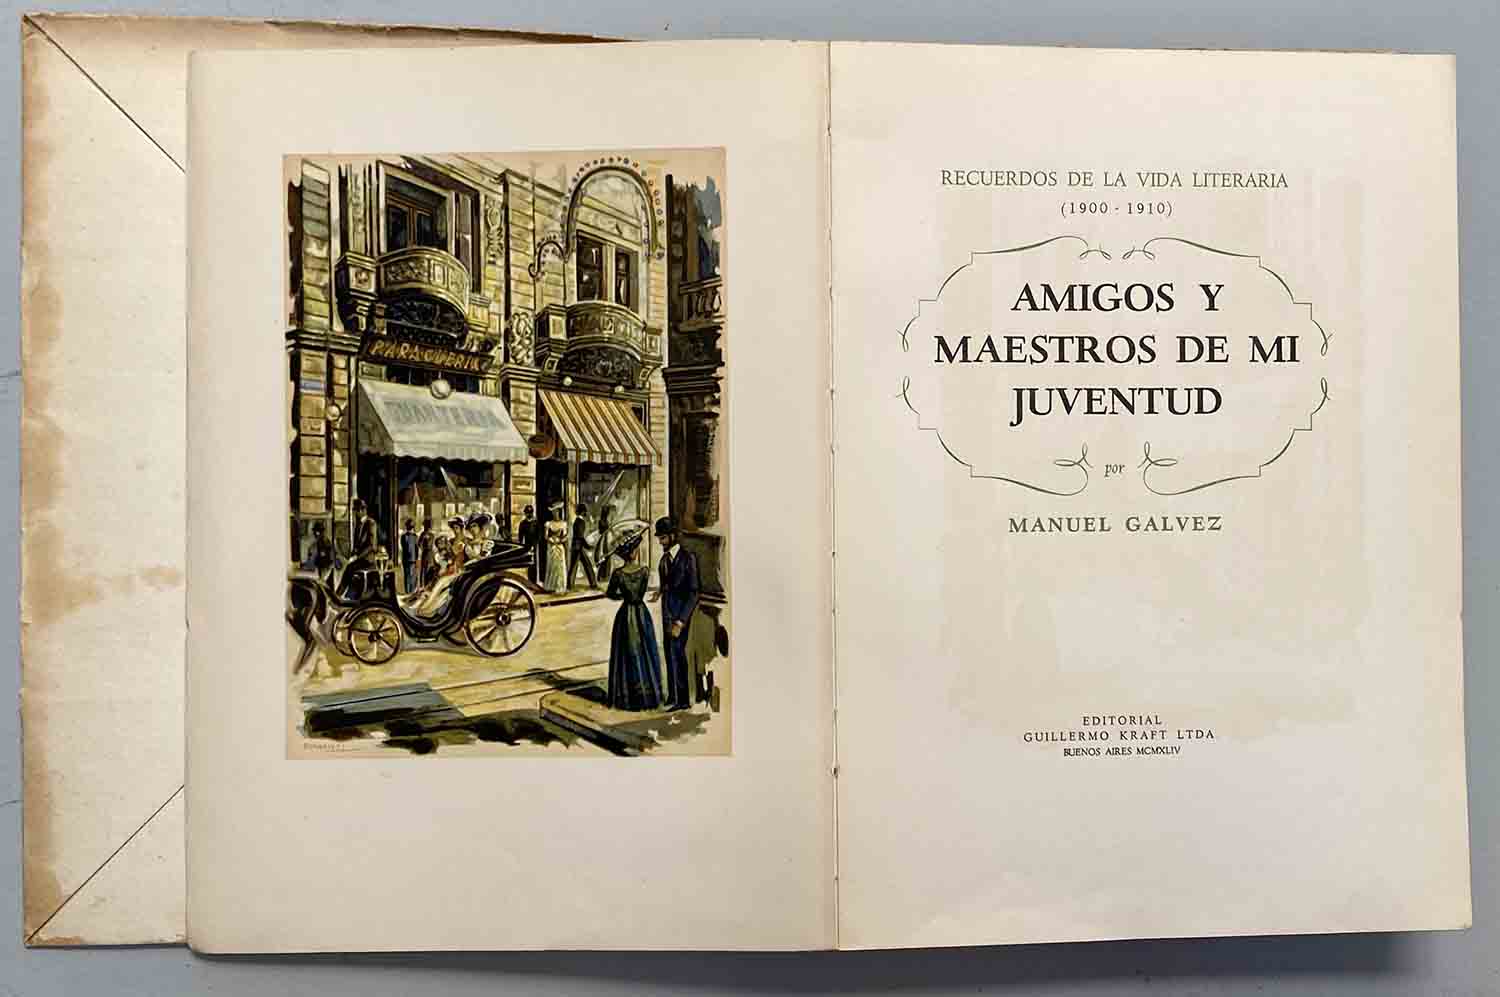 PARAGUERIA
RECUERDOS DE LA VIDA LITERARIA
(1900 - 1910)
AMIGOS Y
MAESTROS DE MI
JUVENTUD
por
MANUEL GALVEZ
EDITORIAL
GUILLERMO KRAFT LTDA
BUENOS AIRES MCMXLIV